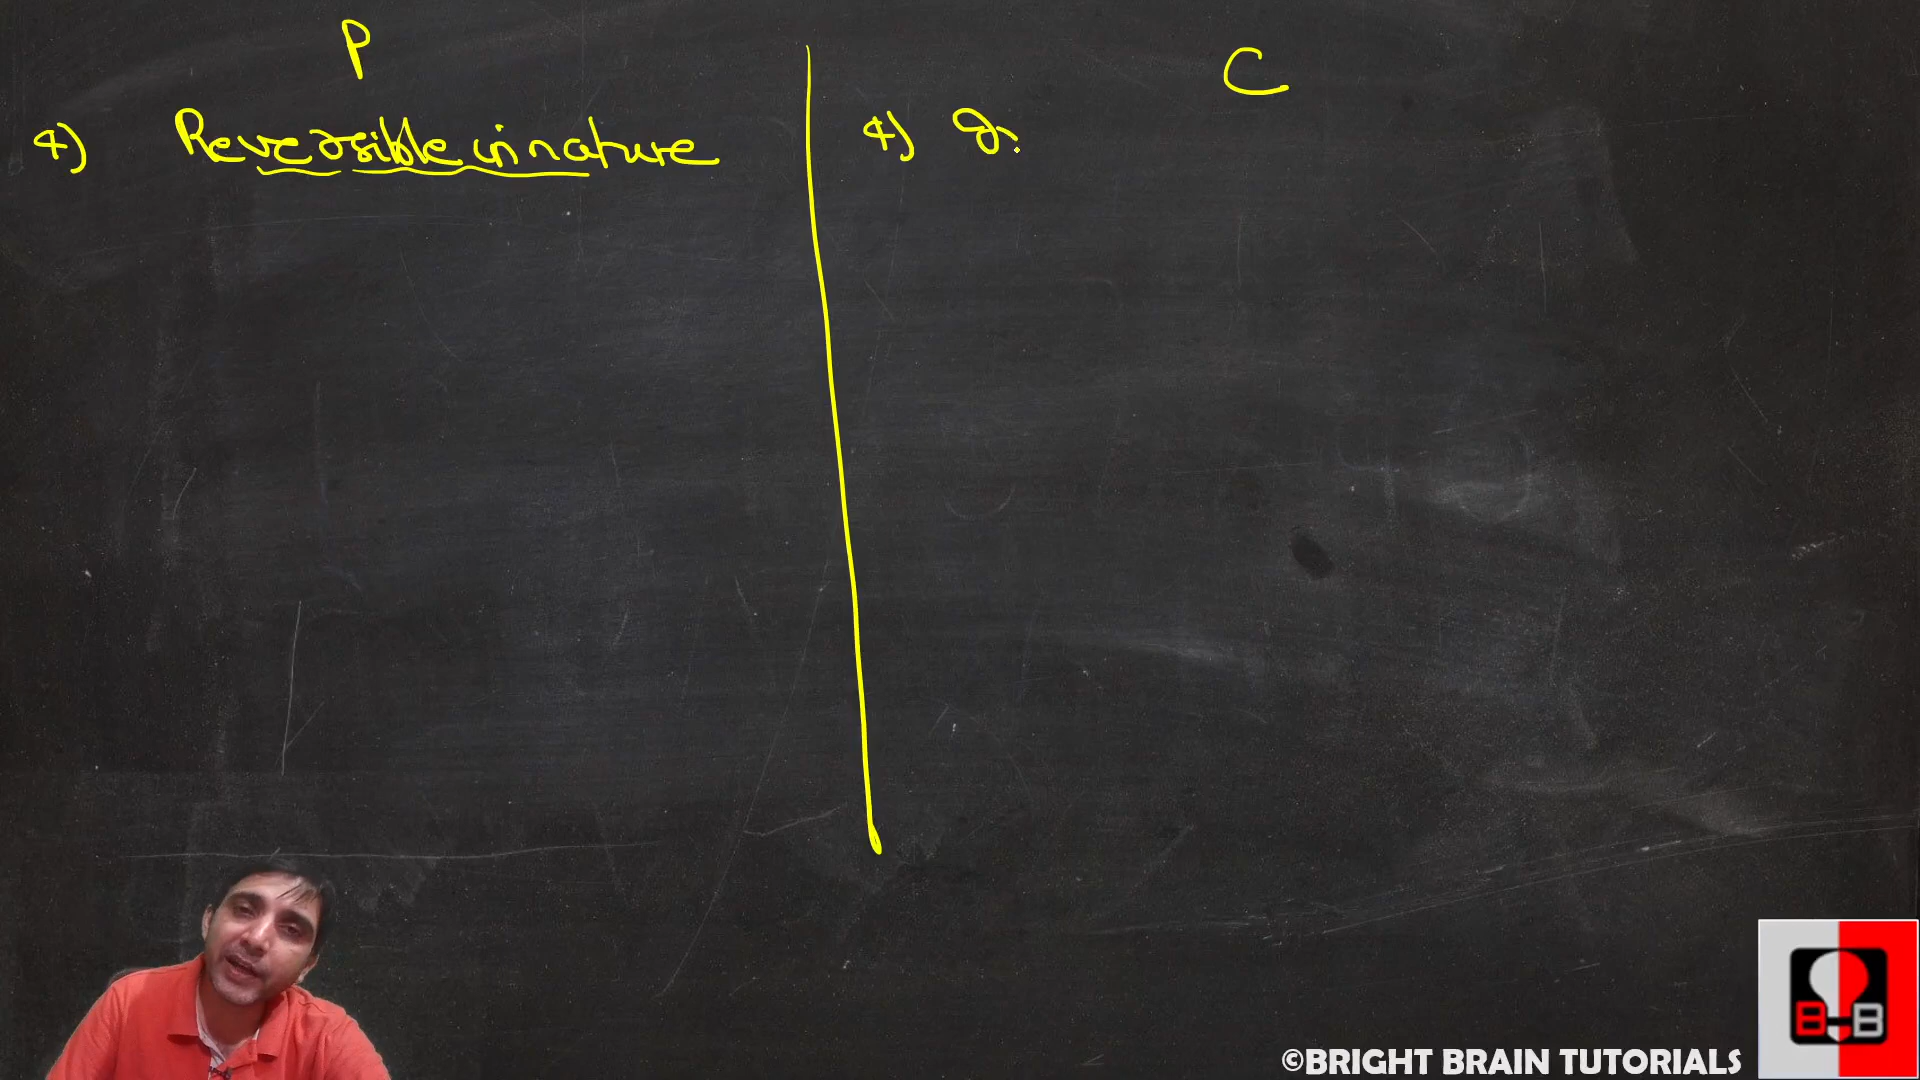 P
C
4) Reversible in nature
4)
B B
©BRIGHT BRAIN TUTORIALS